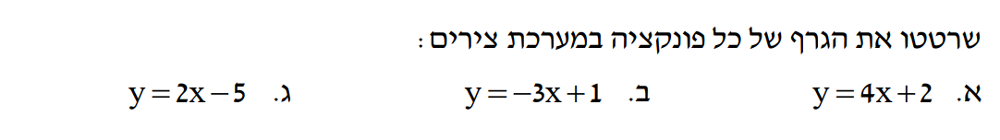 שרטטו את הגרף של כל פונקציה במערכת צירים:
א. y=4x+2 ב. y=−3x+1 ג. y=2x−5